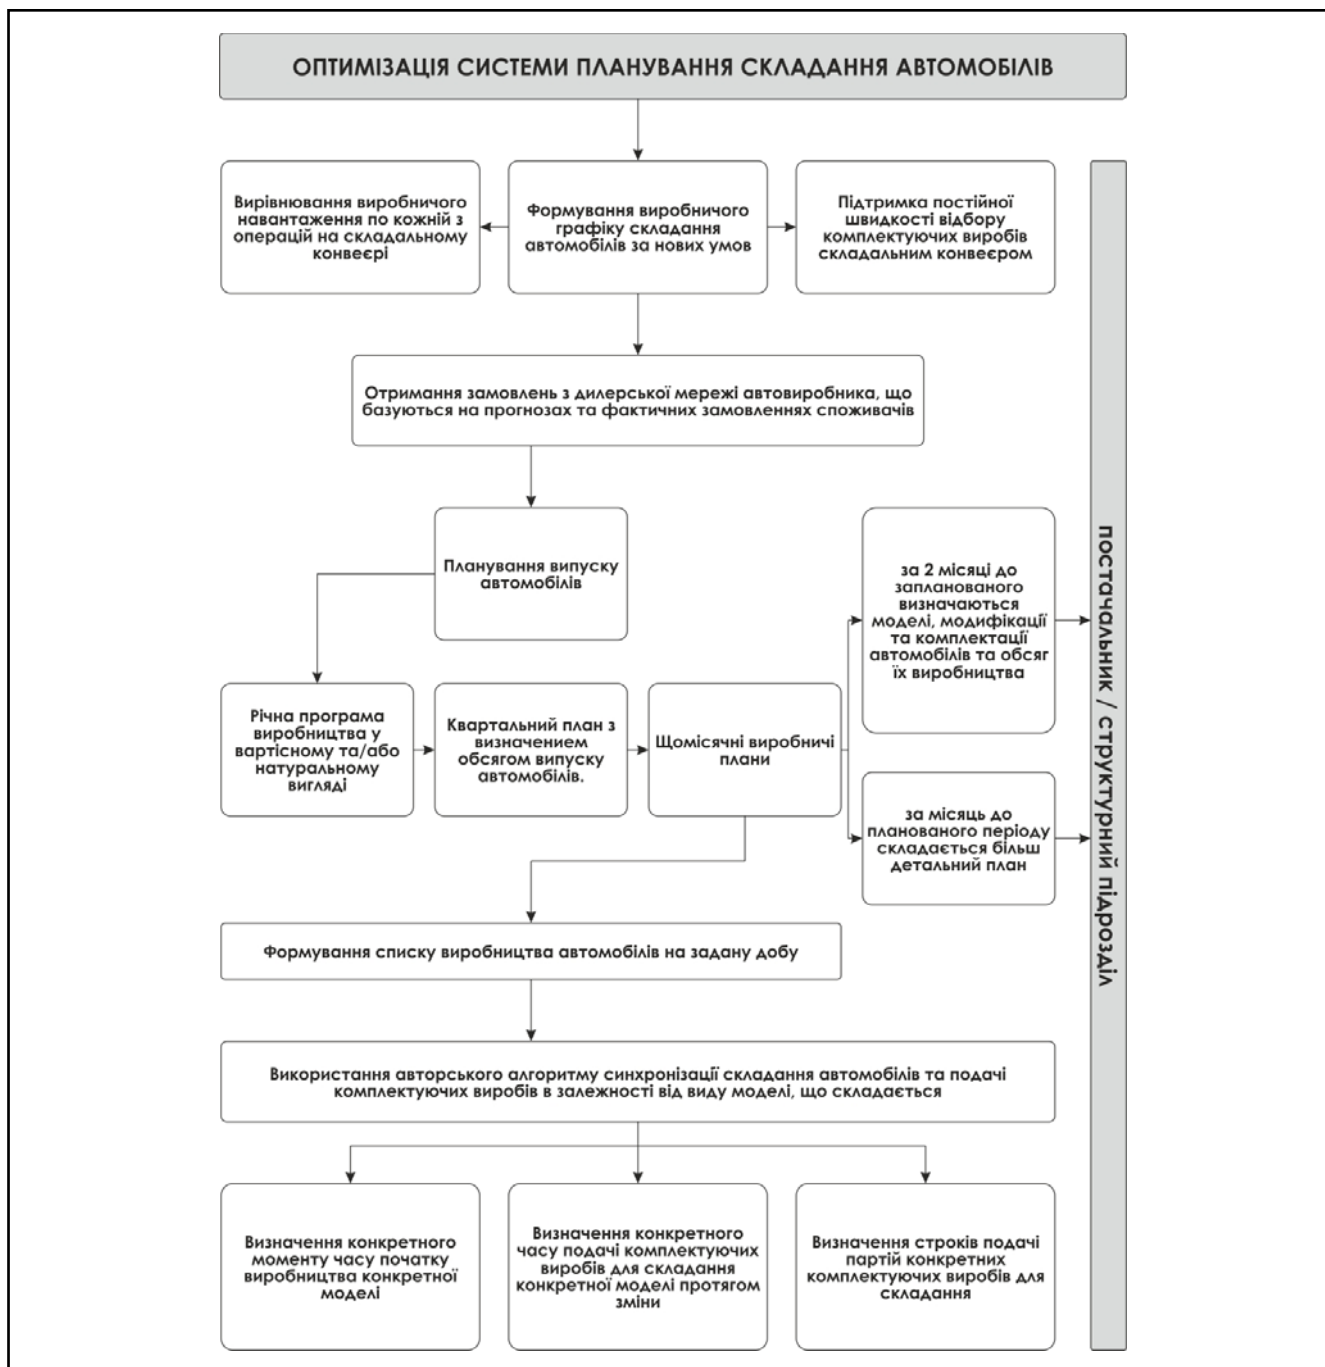 ОПТИМІЗАЦІЯ СИСТЕМИ ПЛАНУВАННЯ СКЛАДАННЯ АВТОМОБІЛІВ
Вирівнювання виробничого
навантаження по кожній з
операцій на складальному
конвеєрі
Формування виробничого
графіку складання
автомобілів за нових умов
Підтримка постійної
швидкості відбору
комплектуючих виробів
складальним конвеєром
Отримання замовлень з дилерської мережі автовиробника, що
базуються на прогнозах та фактичних замовленнях споживачів
Планування випуску
автомобілів
за 2 місяці до
запланованого
визначаються
моделі, модифікації
та комплектації
автомобілів та обсяг
їх виробництва
Річна програма
виробництва у
вартісному та/або
натуральному
вигляді
Квартальний план з
визначенням
обсягом випуску
автомобілів.
Щомісячні виробничі
плани
за місяць до
планованого періоду
складається більш
детальний план
постачальник / структурний підрозділ
Формування списку виробництва автомобілів на задану добу
Використання авторського алгоритму синхронізації складання автомобілів та подачі
комплектуючих виробів в залежності від виду моделі, що складається
Визначення конкретного
моменту часу початку
виробництва конкретної
моделі
Визначення конкретного
часу подачі комплектуючих
виробів для складання
конкретної моделі протягом
зміни
Визначення строків подачі
партій конкретних
комплектуючих виробів для
складання